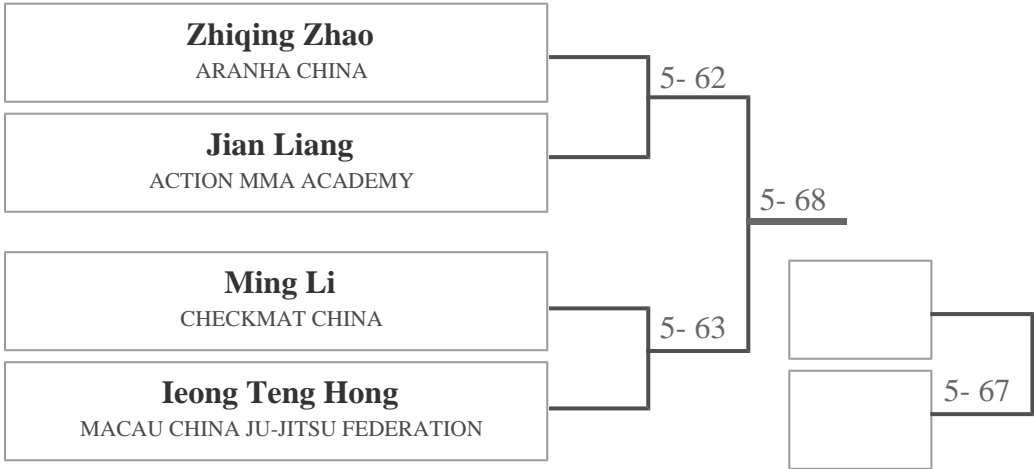 Zhiqing Zhao
ARANHA CHINA
5- 62
Jian Liang
ACTION MMA ACADEMY
5- 68
Ming Li
CHECKMAT CHINA
5- 63
Ieong Teng Hong
MACAU CHINA JU-JITSU FEDERATION
5- 67